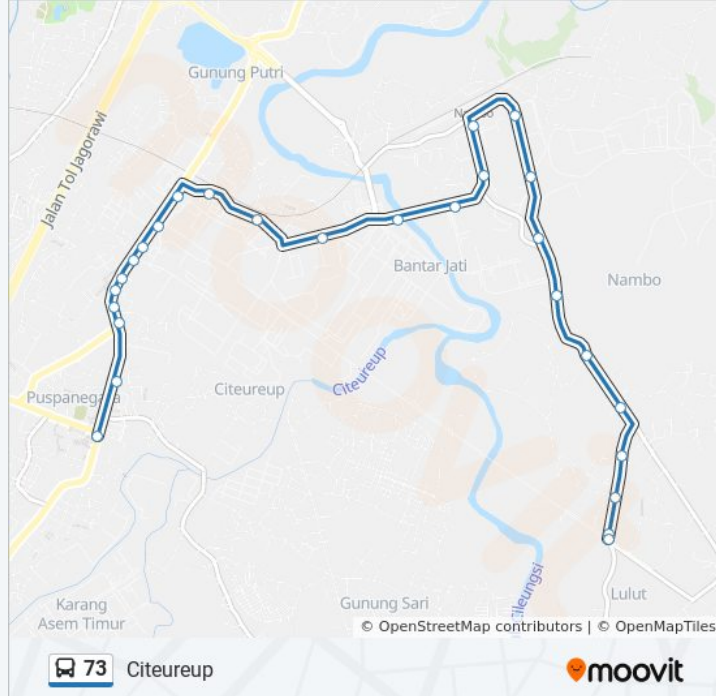 Gunung Putri
Jalan Tol Jagorawi
Bantar Jati
Nambo
Citeureup
Citeureup
Puspanegara
Karang
Asem Timur
Gunung Sari
Cileungsi
Lulut
© OpenStreetMap contributors | © OpenMapTiles
73 Citeureup
moovit